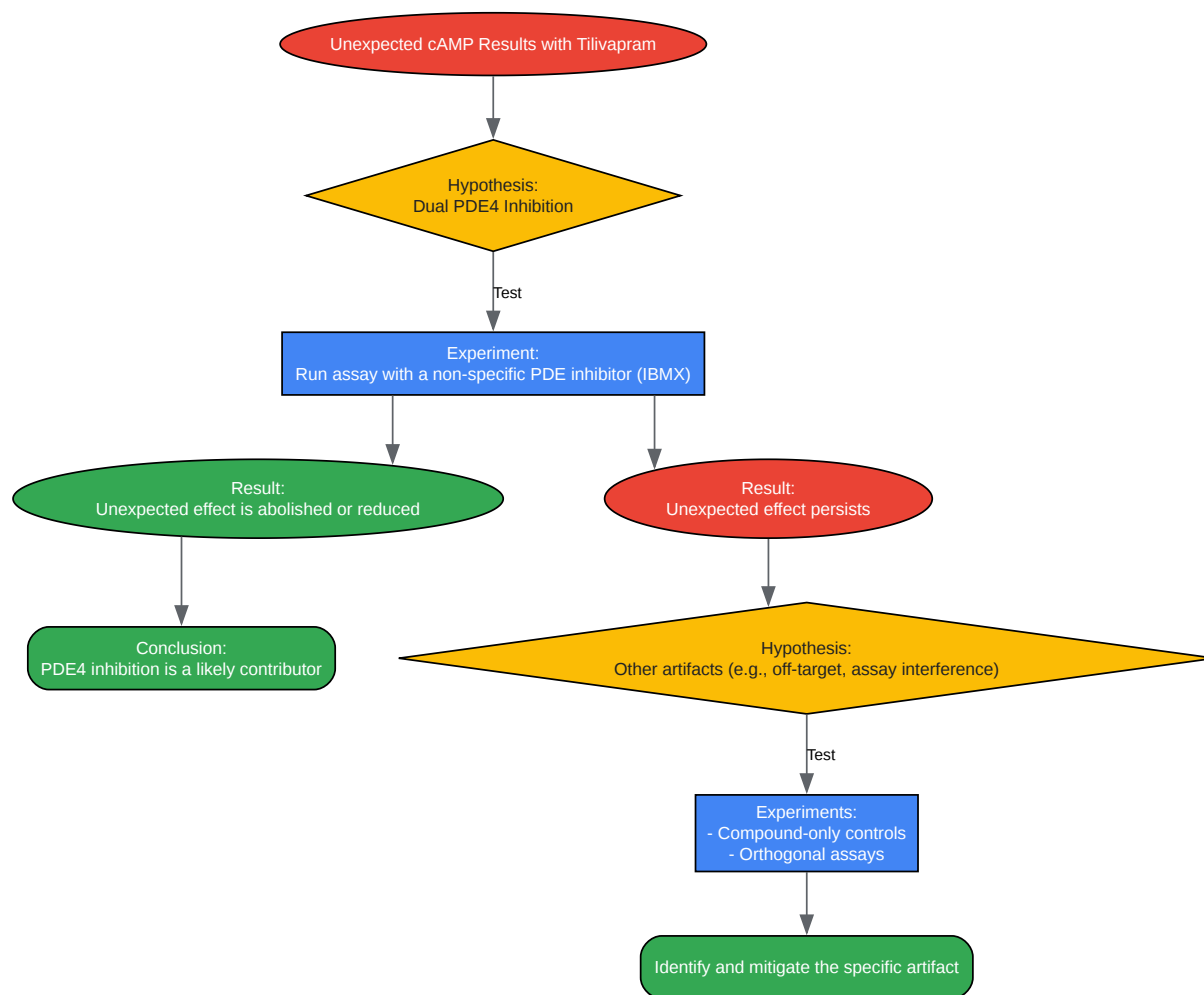 Unexpected cAMP Results with Tilivapram
Hypothesis:
Dual PDE4 Inhibition
Test
Experiment:
Run assay with a non-specific PDE inhibitor (IBMX)
Result:
Unexpected effect is abolished or reduced
Result:
Unexpected effect persists
Conclusion:
PDE4 inhibition is a likely contributor
Hypothesis:
Other artifacts (e.g., off-target, assay interference)
Test
Experiments:
- Compound-only controls
- Orthogonal assays
Identify and mitigate the specific artifact